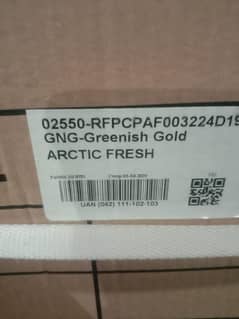 02550-RFPCPAF003224D19
GNG-Greenish Gold
ARCTIC FRESH
UAN (042) 111-102-103